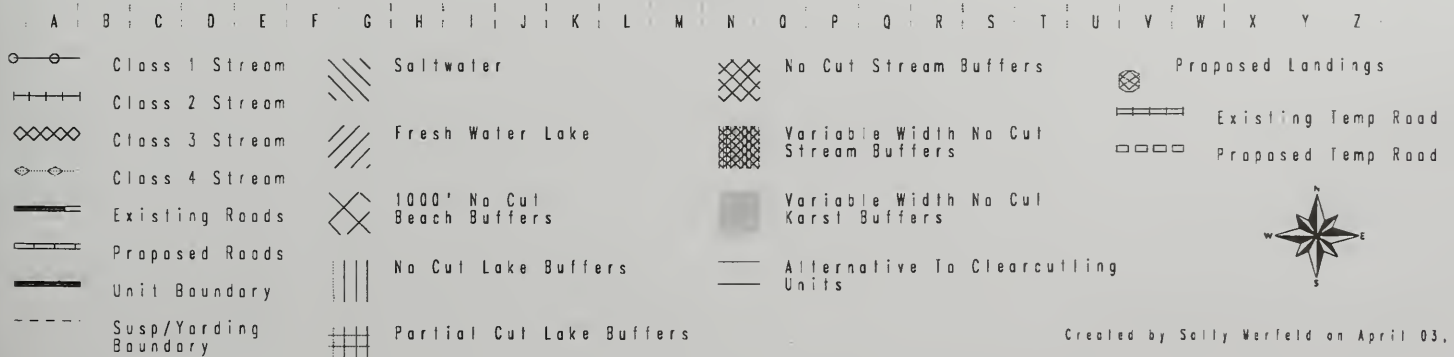 A B C D E F G H I J K L M N O P Q R S T U V W X Y Z
Class 1 Stream
Class 2 Stream
Class 3 Stream
Class 4 Stream
Existing Roads
Proposed Roads
Unit Boundary
Susp/Yarding
Boundary
Saltwater
Fresh Water Lake
1000' No Cut
Beach Buffers
No Cut Lake Buffers
Partial Cut Lake Buffers
No Cut Stream Buffers
Variable Width No Cut
Stream Buffers
Variable Width No Cut
Karst Buffers
Alternative To Clearcutting
Units
Proposed Landings
Existing Temp Road
Proposed Temp Road
N
W E
S
Created by Sally Werfeld on April 03,